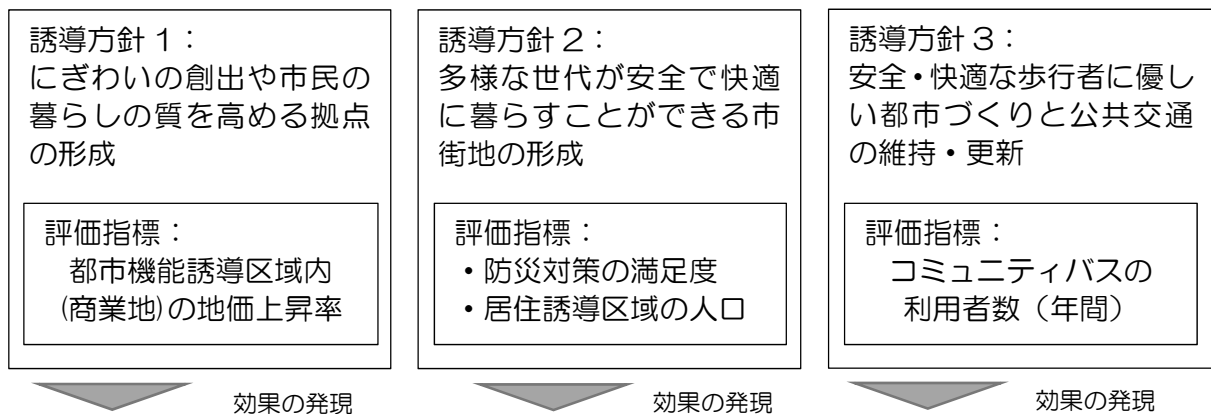 誘導方針１：
にぎわいの創出や市民の
暮らしの質を高める拠点
の形成
評価指標：
都市機能誘導区域内
(商業地)の地価上昇率
効果の発現
誘導方針２：
多様な世代が安全で快適
に暮らすことができる市
街地の形成
評価指標：
・防災対策の満足度
・居住誘導区域の人口
効果の発現
誘導方針３：
安全・快適な歩行者に優し
い都市づくりと公共交通
の維持・更新
評価指標：
コミュニティバスの
利用者数（年間）
効果の発現